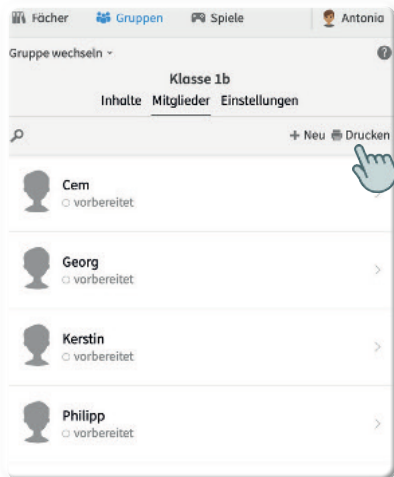 Fächer Gruppen Spiele Antonia
Gruppe wechseln
Klasse 1b
Inhalte Mitglieder Einstellungen
+ Neu Drucken
Cem
vorbereitet
Georg
vorbereitet
Kerstin
vorbereitet
Philipp
vorbereitet